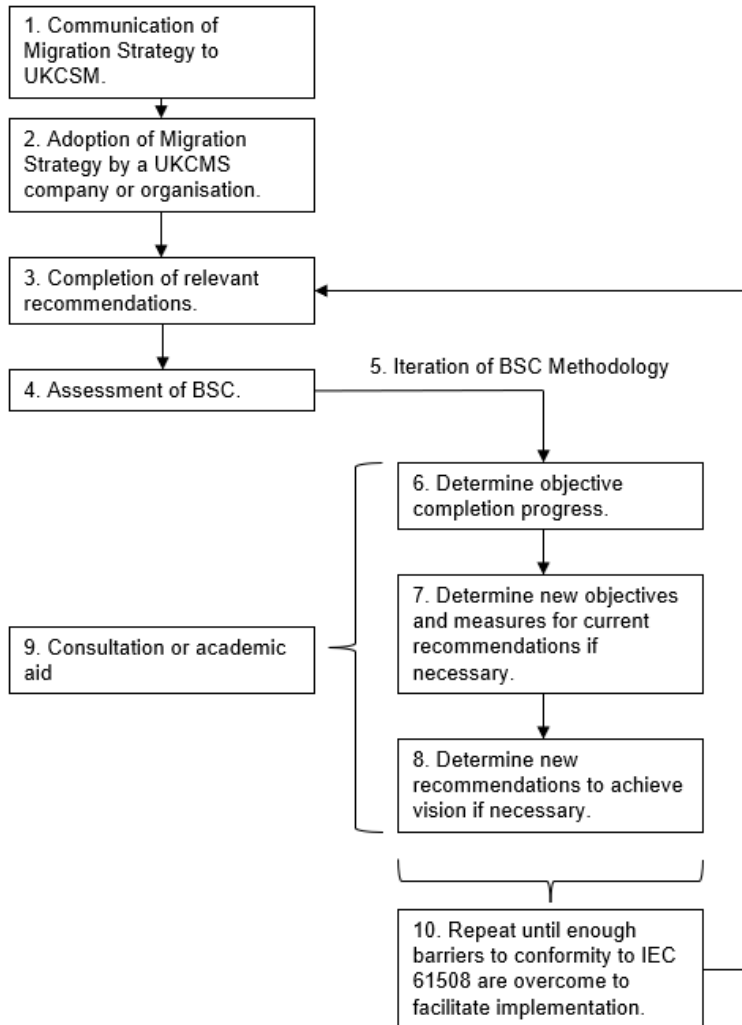 1. Communication of
Migration Strategy to
UKCSM.
2. Adoption of Migration
Strategy by a UKCMS
company or organisation.
3. Completion of relevant
recommendations.
4. Assessment of BSC.
5. Iteration of BSC Methodology
6. Determine objective
completion progress.
7. Determine new objectives
and measures for current
recommendations if
necessary.
8. Determine new
recommendations to achieve
vision if necessary.
9. Consultation or academic
aid
10. Repeat until enough
barriers to conformity to IEC
61508 are overcome to
facilitate implementation.